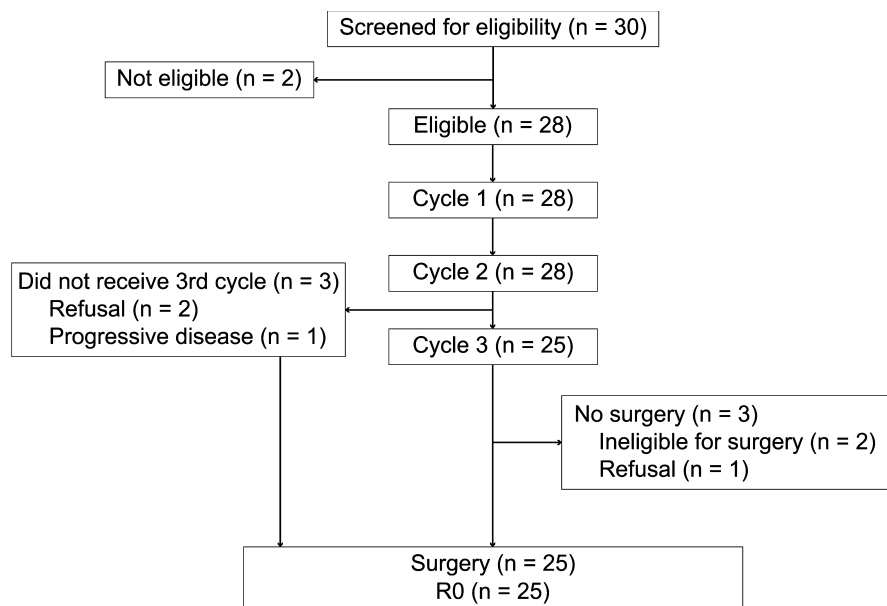 Screened for eligibility (n = 30)
Not eligible (n = 2)
Eligible (n = 28)
Cycle 1 (n = 28)
Cycle 2 (n = 28)
Did not receive 3rd cycle (n = 3)
Refusal (n = 2)
Progressive disease (n = 1)
Cycle 3 (n = 25)
No surgery (n = 3)
Ineligible for surgery (n = 2)
Refusal (n = 1)
Surgery (n = 25)
R0 (n = 25)